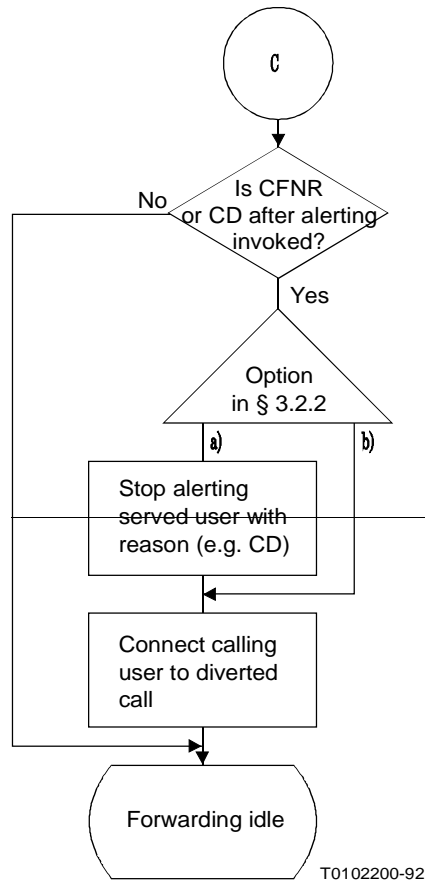 C
Is CFNR
or CD after alerting
invoked?
No
Yes
Option
in § 3.2.2
a)
b)
Stop alerting
served user with
reason (e.g. CD)
Connect calling
user to diverted
call
Forwarding idle
T0102200-92